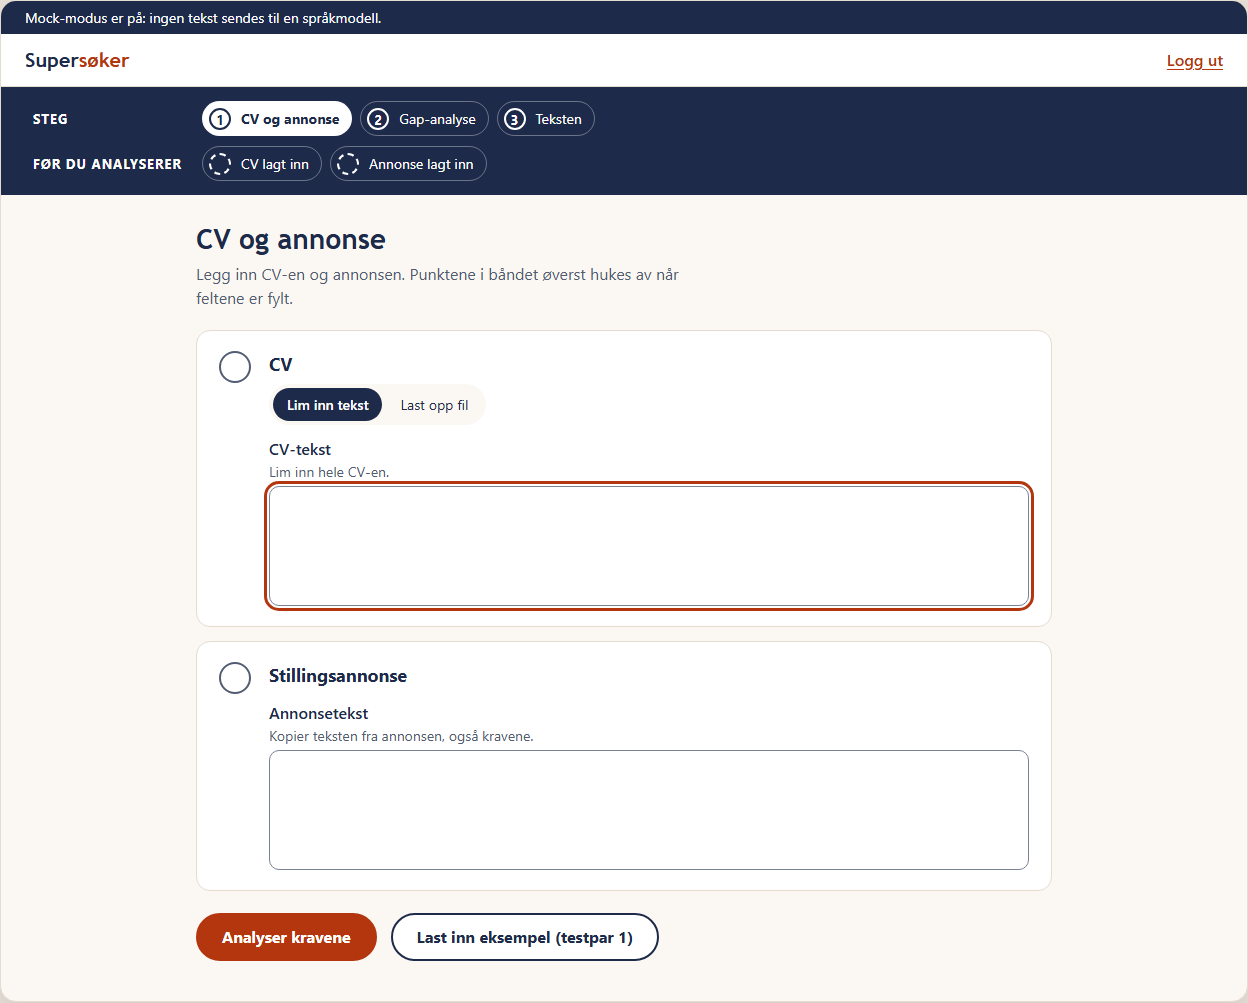 Mock-modus er på: ingen tekst sendes til en språkmodell.
Supersøker
Logg ut
STEG
1 CV og annonse
2 Gap-analyse
3 Teksten
FØR DU ANALYSERER
CV lagt inn
Annonse lagt inn
CV og annonse
Legg inn CV-en og annonsen. Punktene i båndet øverst hukes av når
feltene er fylt.
CV
Lim inn tekst
Last opp fil
CV-tekst
Lim inn hele CV-en.
Stillingsannonse
Annonsetekst
Kopier teksten fra annonsen, også kravene.
Analyser kravene
Last inn eksempel (testpar 1)